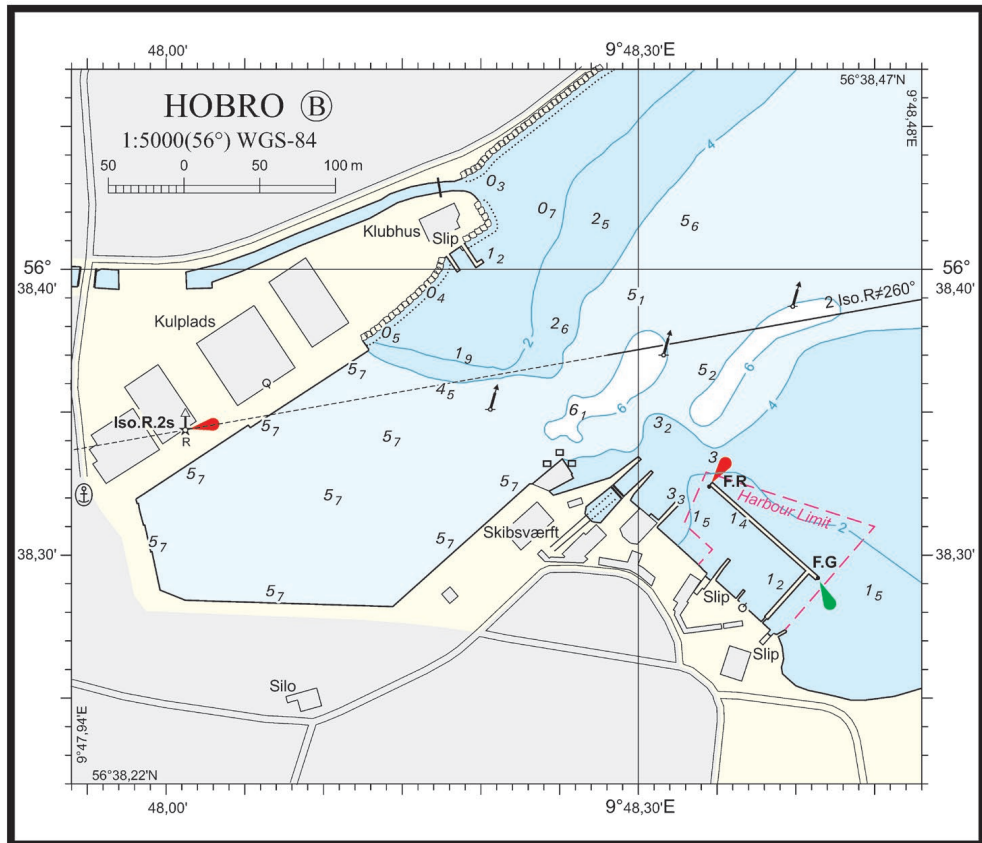 48,00'
9°48,30'E
56°38,47'N
9°48,48'E
HOBRO Ⓑ
1:5000(56°) WGS-84
50 0 50 100 m
0₃
0₇
2₅
5₆
4
Klubhus
Slip
1₂
56°
38,40'
56°
38,40'
0₄
5₁
2 Iso.R≠260°
Kulplads
0₅
2₆
2
1₉
5₇
4₅
5₂
6
6
4
Iso.R.2s
R
5₇
5₇
6₁
3₂
3
F.R
5₇
5₇
5₇
3₃
Harbour Limit
1₅
1₄
2
Skibsværft
5₇
5₇
38,30'
38,30'
F.G
5₇
1₂
1₅
Slip
Slip
Silo
9°47,94'E
56°38,22'N
48,00'
9°48,30'E